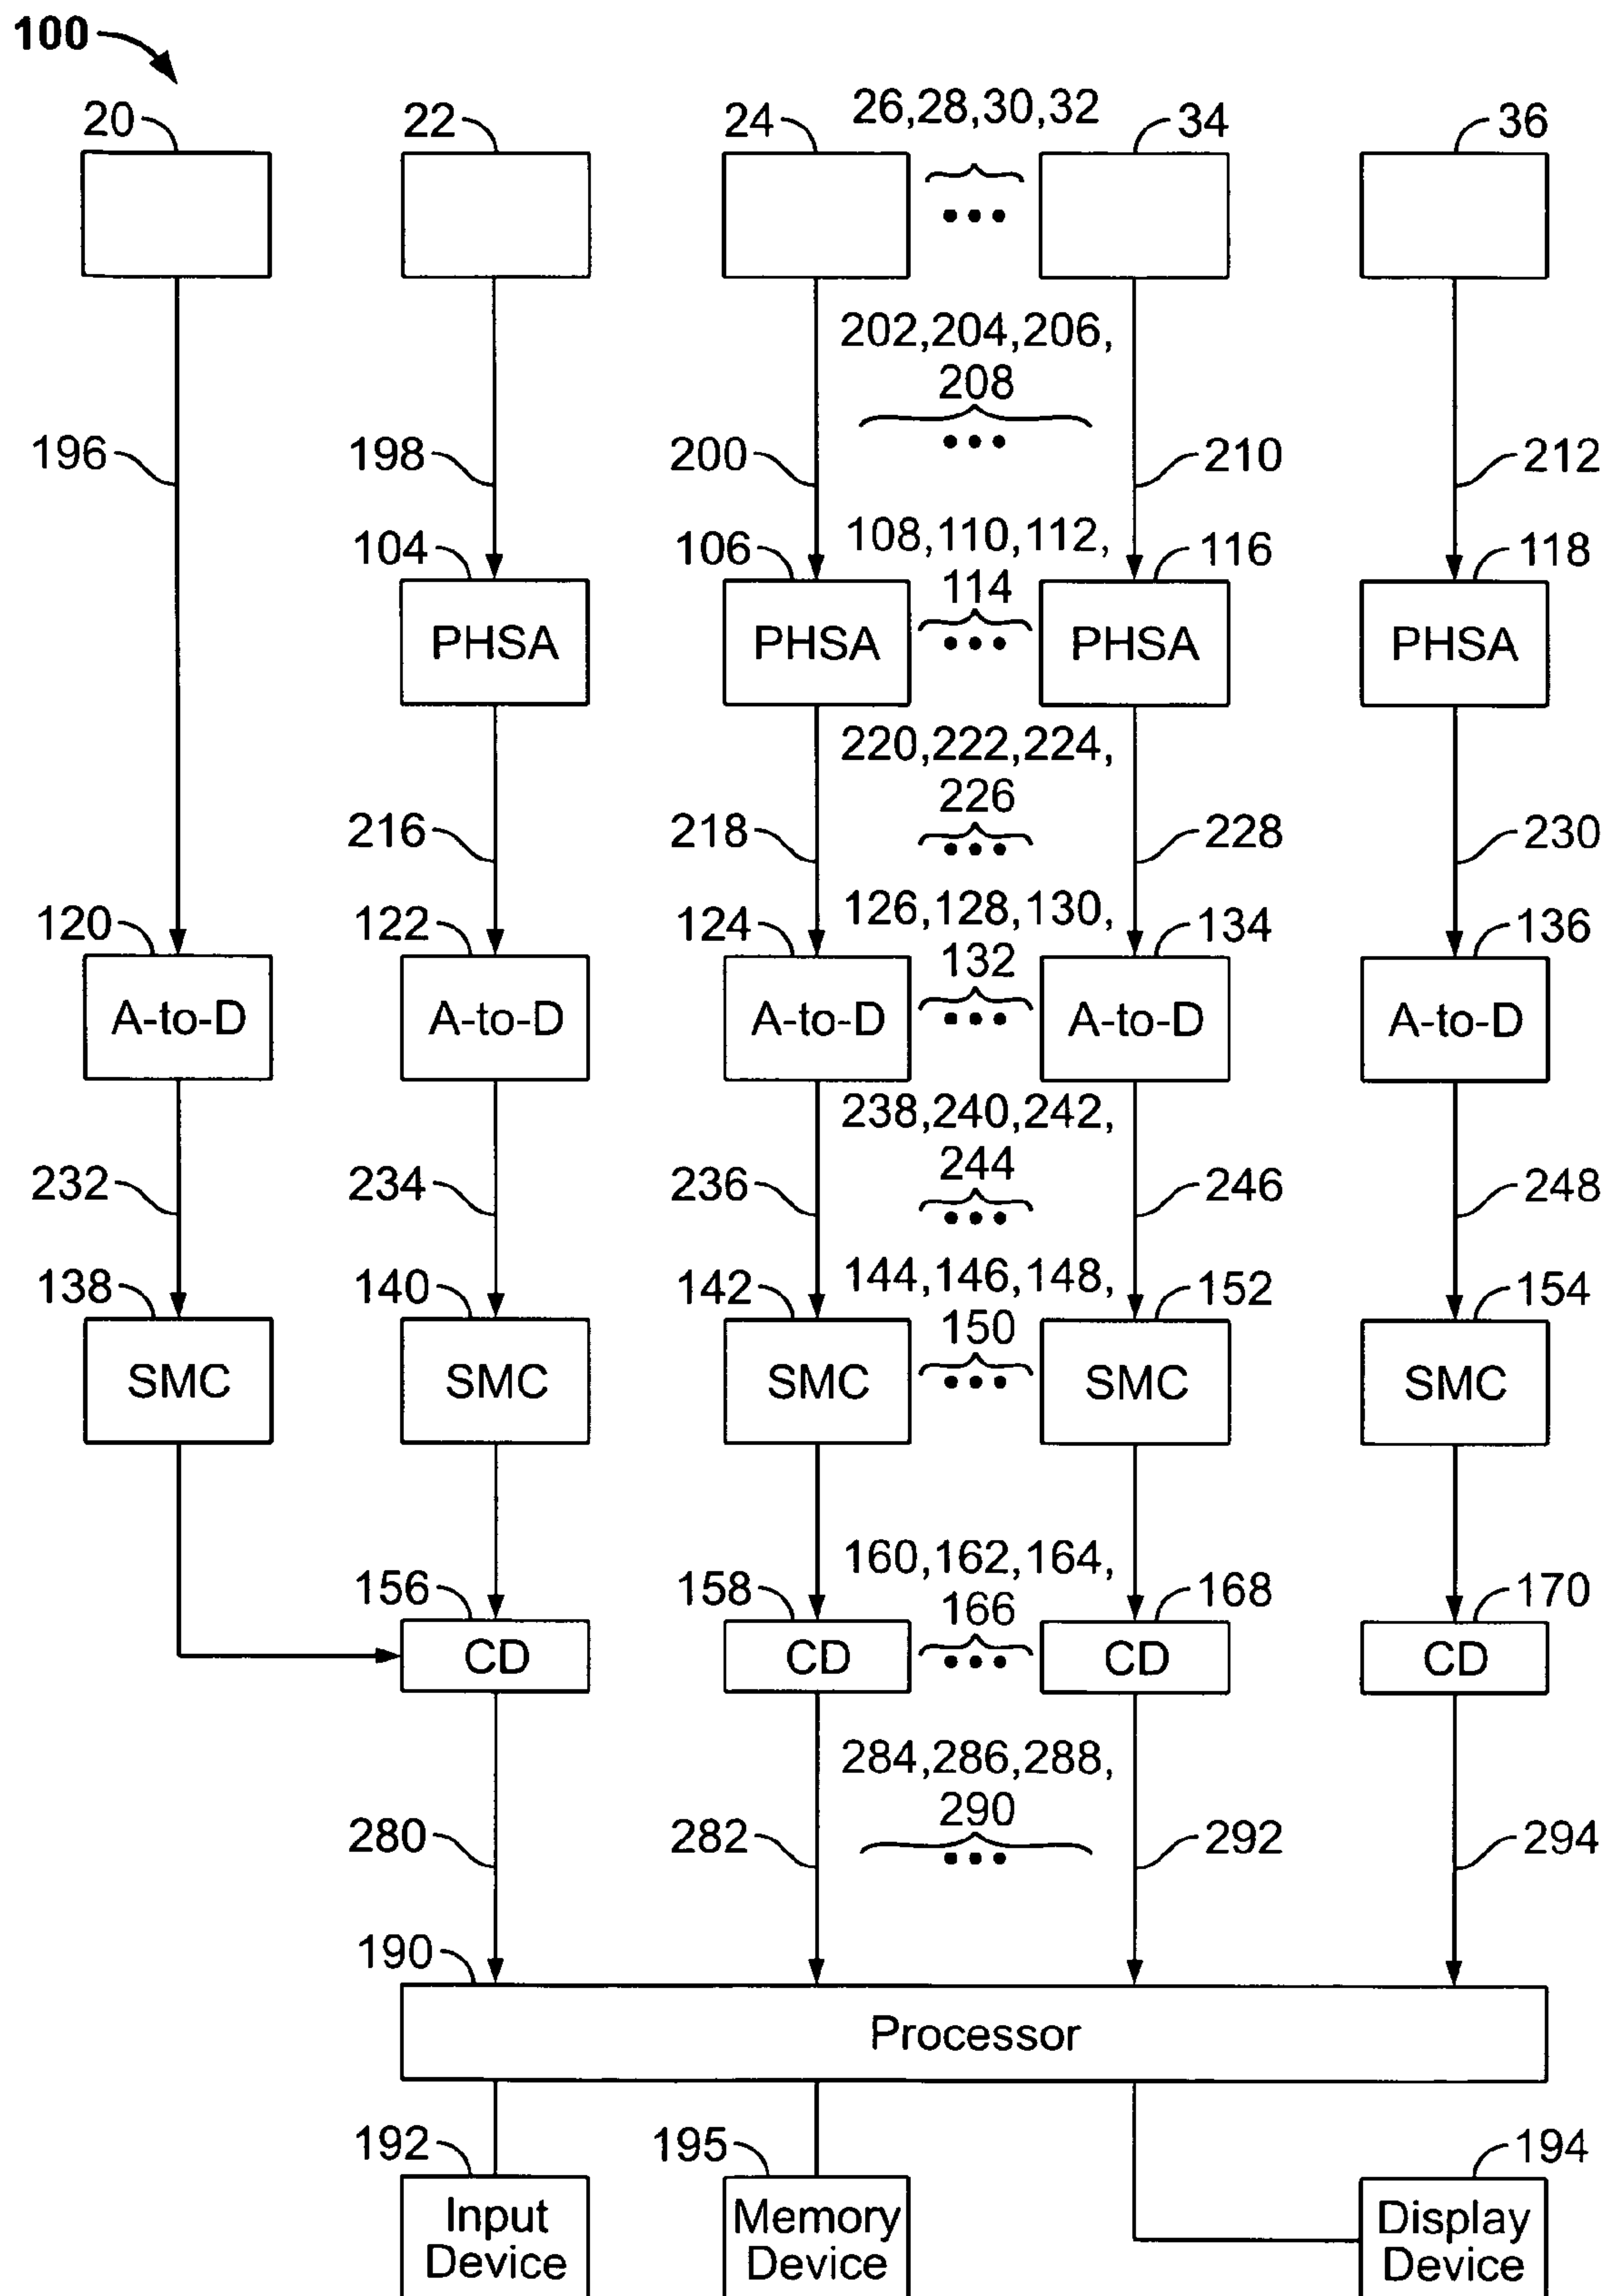 100
20 22 24 26,28,30,32 34 36
202,204,206,
208
196 198 200 210 212
104 106 108,110,112, 116 118
114
PHSA PHSA PHSA PHSA
220,222,224,
226
216 218 228 230
120 122 124 126,128,130, 134 136
132
A-to-D A-to-D A-to-D A-to-D A-to-D
238,240,242,
244
232 234 236 246 248
138 140 142 144,146,148, 152 154
150
SMC SMC SMC SMC SMC
160,162,164,
156 158 166 168 170
CD CD CD CD
284,286,288,
290
280 282 292 294
190
Processor
192 195 194
Input Memory Display
Device Device Device